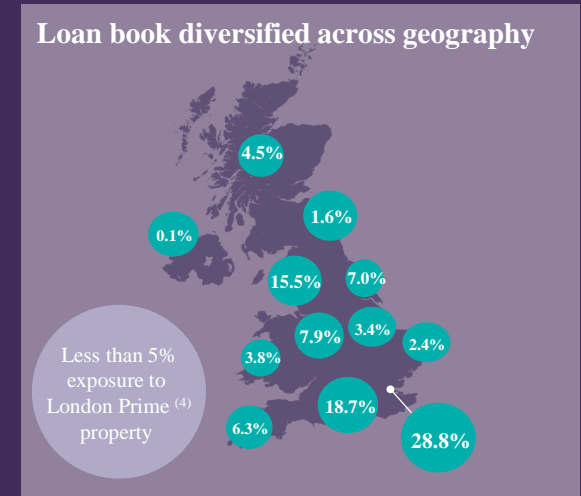 Loan book diversified across geography
4.5%
1.6%
0.1%
15.5%
7.0%
7.9%
3.4%
2.4%
3.8%
Less than 5%
exposure to
London Prime (4)
property
18.7%
6.3%
28.8%